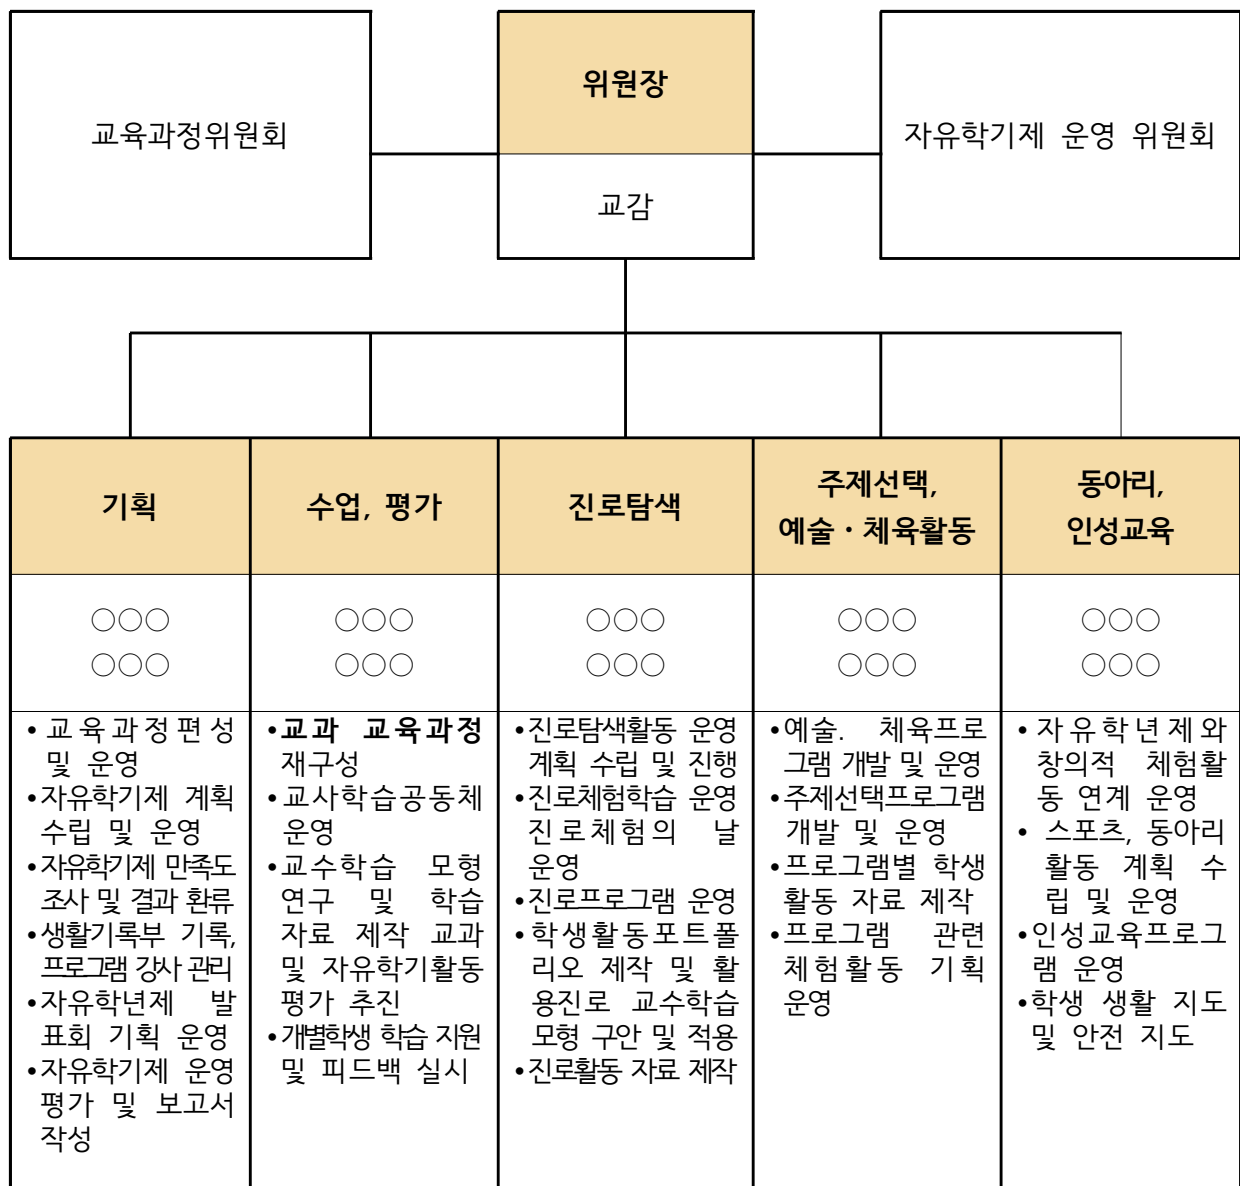 교육과정위원회
위원장
교감
자유학기제 운영 위원회
기획
○○○
○○○
• 교육과정편성
및 운영
•자유학기제 계획
수립 및 운영
•자유학기제 만족도
조사 및 결과 환류
•생활기록부 기록,
프로그램 강사 관리
•자유학년제 발
표회 기획 운영
•자유학기제 운영
평가 및 보고서
작성
수업, 평가
○○○
○○○
•교과 교육과정
재구성
•교사학습공동체
운영
•교수학습 모형
연구 및 학습
자료 제작 교과
및 자유학기활동
평가 추진
•개별학생 학습 지원
및 피드백 실시
진로탐색
○○○
○○○
•진로탐색활동 운영
계획 수립 및 진행
•진로체험학습 운영
진로체험의 날
운영
•진로프로그램 운영
•학생활동포트폴
리오 제작 및 활
용진로 교수학습
모형 구안 및 적용
•진로활동 자료 제작
주제선택,
예술・체육활동
○○○
○○○
•예술. 체육프로
그램 개발 및 운영
•주제선택프로그램
개발 및 운영
•프로그램별 학생
활동 자료 제작
•프로그램 관련
체험활동 기획
운영
동아리,
인성교육
○○○
○○○
• 자유학년제와
창의적 체험활
동 연계 운영
• 스포츠, 동아리
활동 계획 수
립 및 운영
•인성교육프로그
램 운영
•학생 생활 지도
및 안전 지도